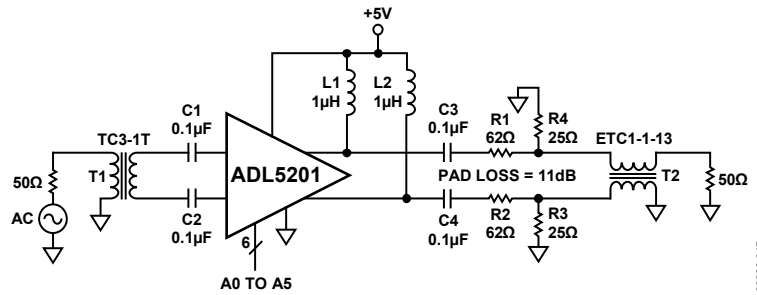 +5V
L1
1µH
L2
1µH
C1
0.1µF
C3
0.1µF
R1
62Ω
R4
25Ω
TC3-1T
ETC1-1-13
50Ω
T1
ADL5201
PAD LOSS = 11dB
T2
50Ω
AC
C2
0.1µF
C4
0.1µF
R2
62Ω
R3
25Ω
6
A0 TO A5